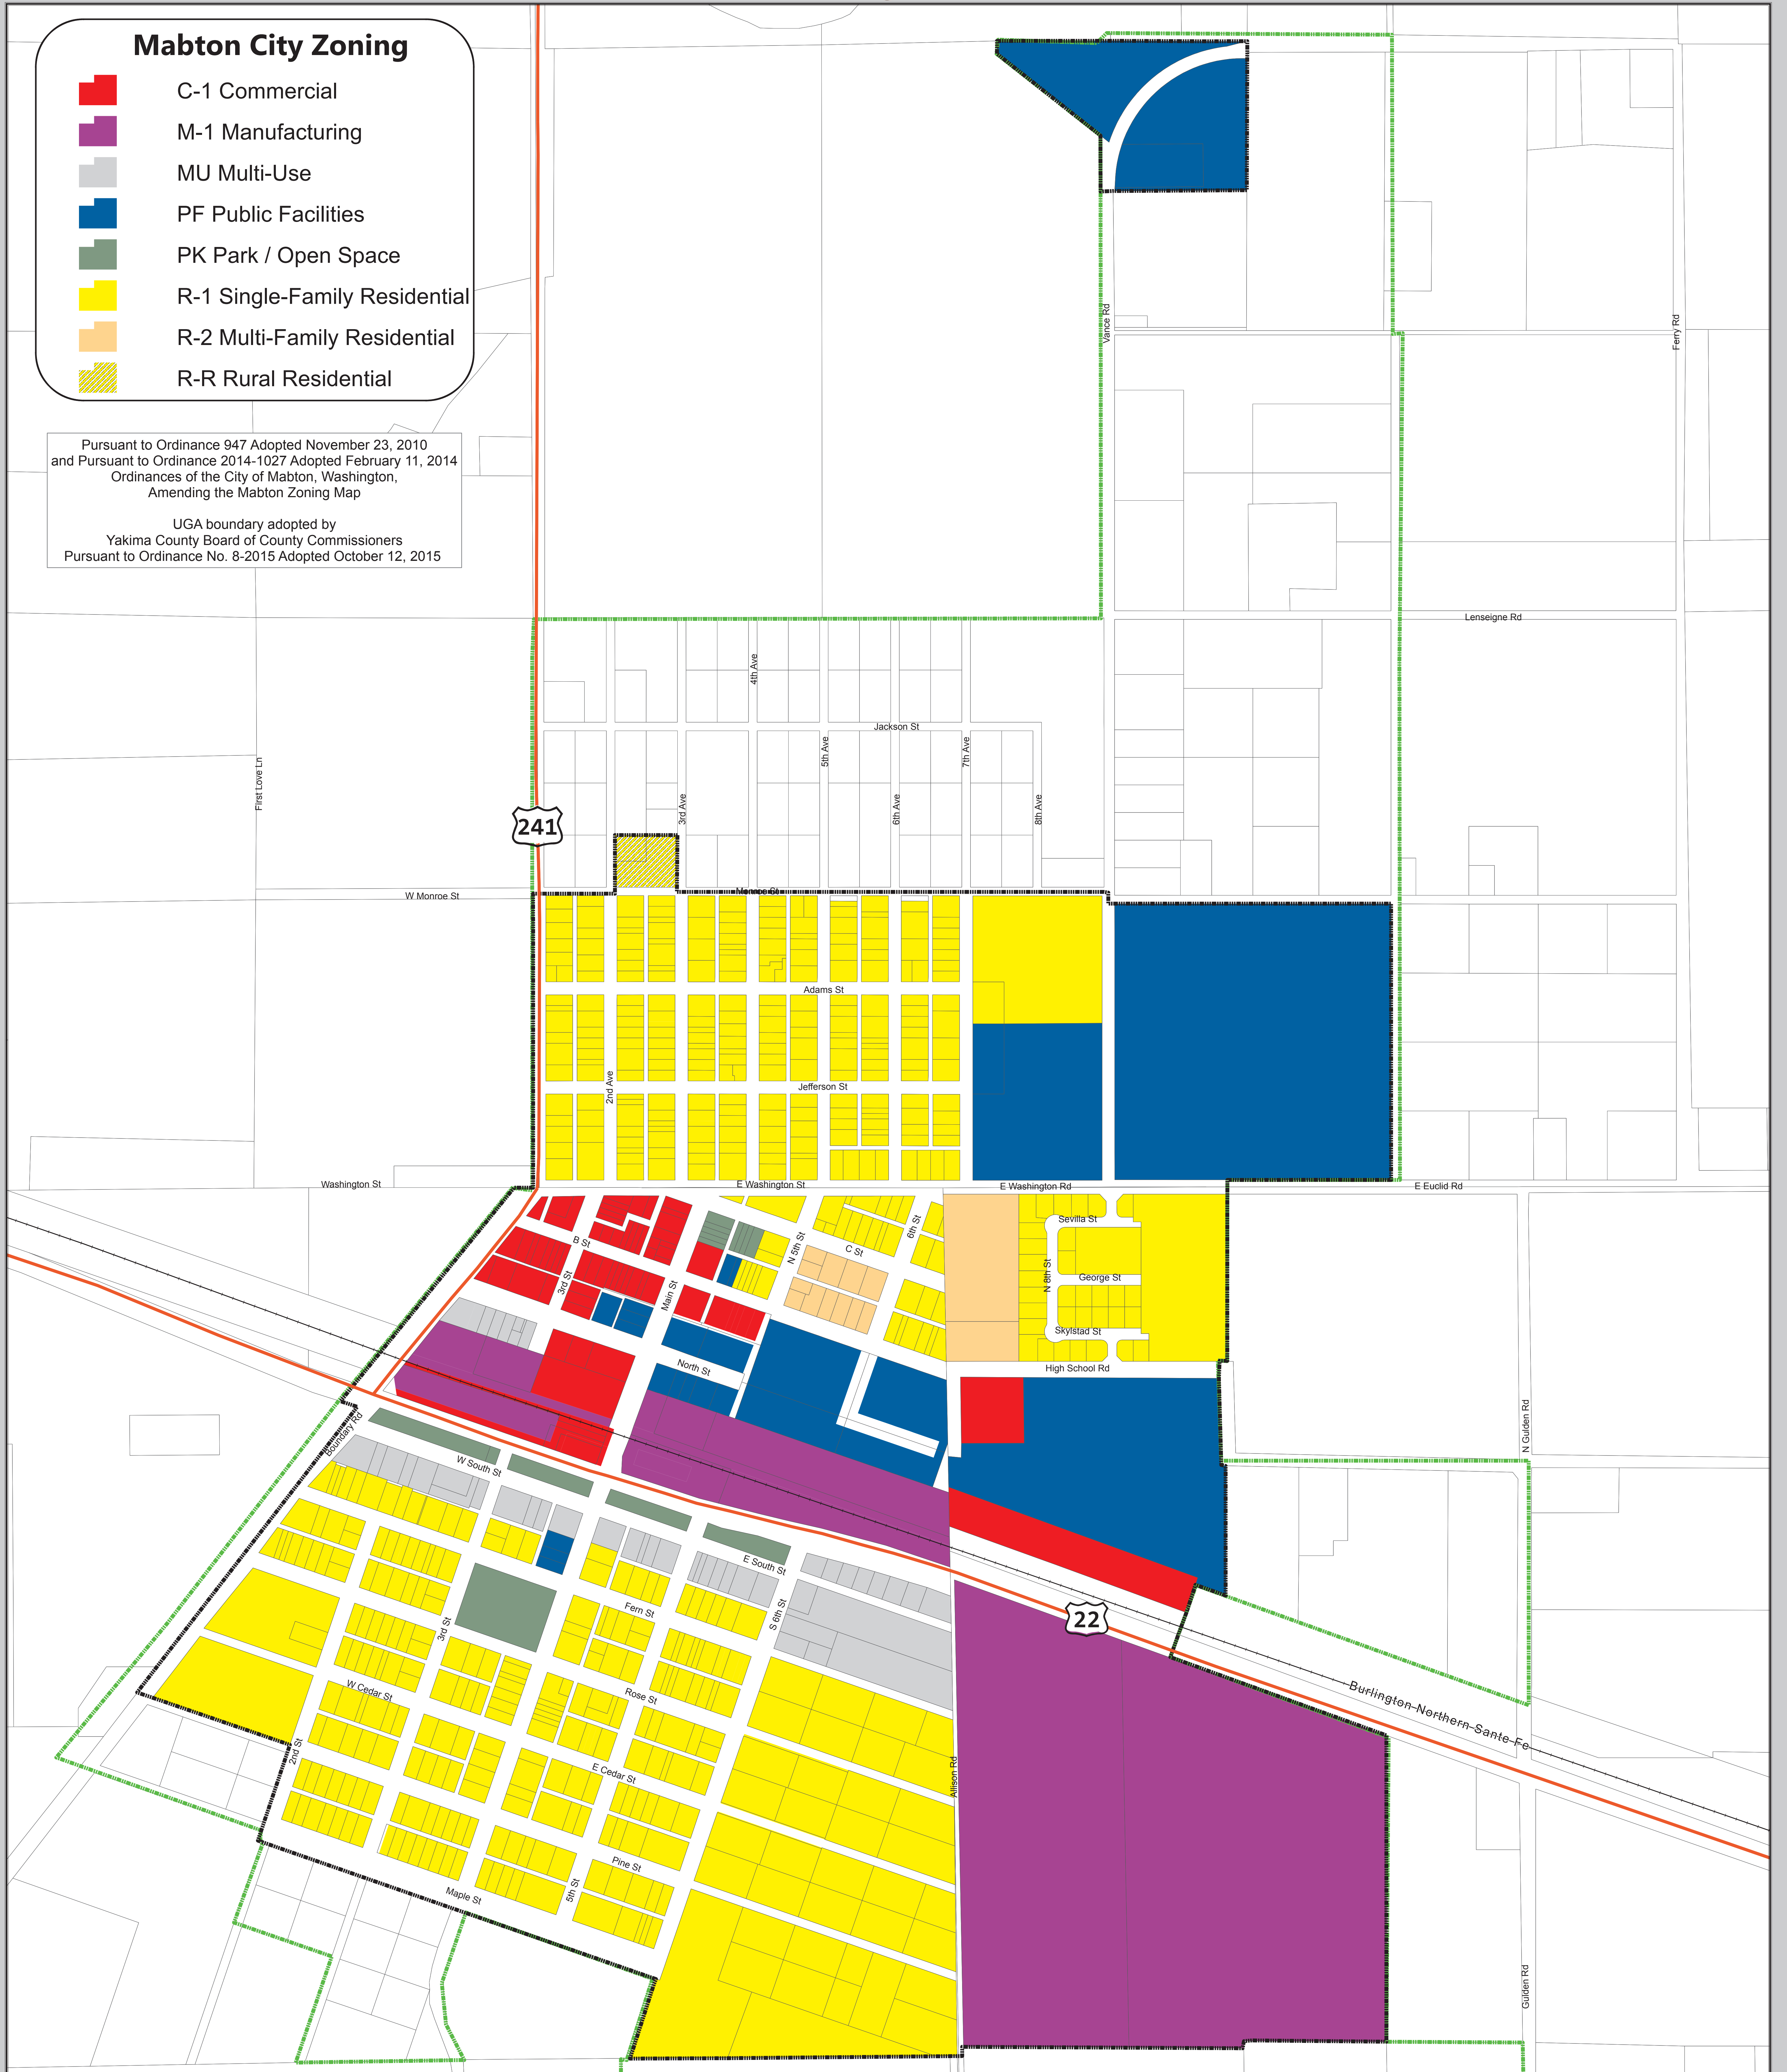 Mabton City Zoning
C-1 Commercial
M-1 Manufacturing
MU Multi-Use
PF Public Facilities
PK Park / Open Space
R-1 Single-Family Residential
R-2 Multi-Family Residential
R-R Rural Residential
Pursuant to Ordinance 947 Adopted November 23, 2010
and Pursuant to Ordinance 2014-1027 Adopted February 11, 2014
Ordinances of the City of Mabton, Washington,
Amending the Mabton Zoning Map
UGA boundary adopted by
Yakima County Board of County Commissioners
Pursuant to Ordinance No. 8-2015 Adopted October 12, 2015
Vance Rd
Ferry Rd
Lenseigne Rd
4th Ave
Jackson St
5th Ave
7th Ave
First Love Ln
3rd Ave
6th Ave
8th Ave
241
Monroe St
W Monroe St
Adams St
2nd Ave
Jefferson St
Washington St
E Washington St
E Washington Rd
E Euclid Rd
Sevilla St
6th St
B St
N 5th St
C St
3rd St
N 8th St
George St
Main St
Skylstad St
North St
High School Rd
Boundary Rd
N Gulden Rd
W South St
E South St
Fern St
S 6th St
22
3rd St
W Cedar St
Rose St
Burlington Northern Sante Fe
2nd St
E Cedar St
Allison Rd
Pine St
5th St
Maple St
Gulden Rd